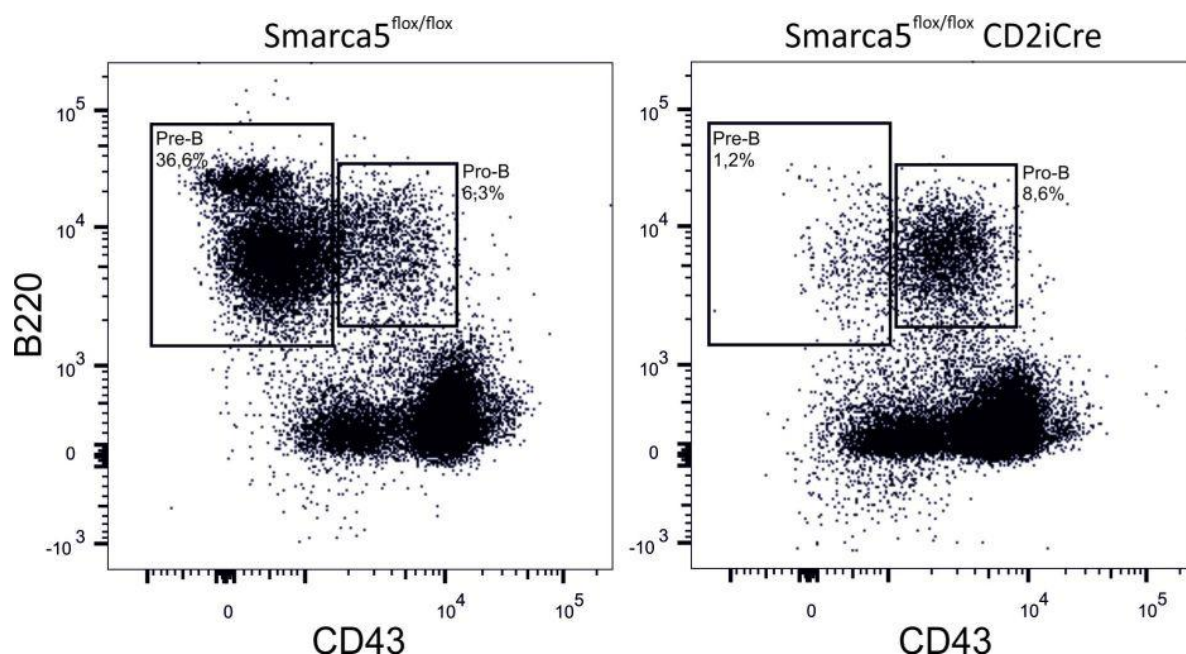 Smarca5flox/flox
Smarca5flox/flox CD2iCre
B220
10^5
10^4
10^3
0
-10^3
Pre-B
36,6%
Pro-B
6,3%
0
10^4
10^5
CD43
10^5
10^4
10^3
0
-10^3
Pre-B
1,2%
Pro-B
8,6%
0
10^4
10^5
CD43